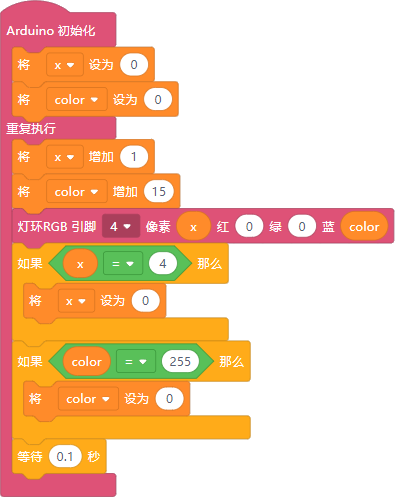 Arduino 初始化
将 x 设为 0
将 color 设为 0
重复执行
将 x 增加 1
将 color 增加 15
灯环RGB 引脚 4 像素 x 红 0 绿 0 蓝 color
如果 x = 4 那么
将 x 设为 0
如果 color = 255 那么
将 color 设为 0
等待 0.1 秒